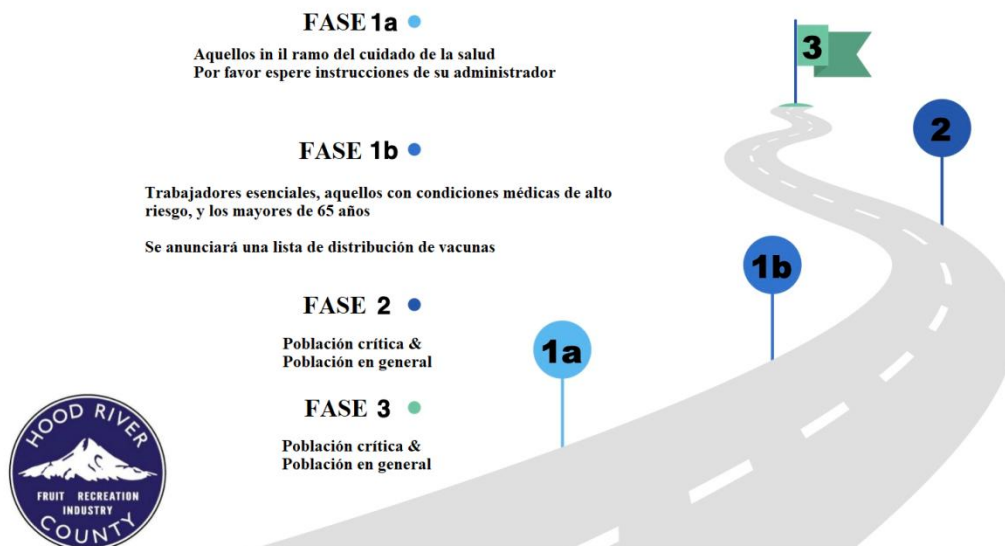 FASE 1a
Aquellos in il ramo del cuidado de la salud
Por favor espere instrucciones de su administrador
FASE 1b
Trabajadores esenciales, aquellos con condiciones médicas de alto
riesgo, y los mayores de 65 años
Se anunciará una lista de distribución de vacunas
FASE 2
Población crítica &
Población en general
FASE 3
Población crítica &
Población en general
3
2
1b
1a
HOOD RIVER
FRUIT RECREATION
INDUSTRY
COUNTY